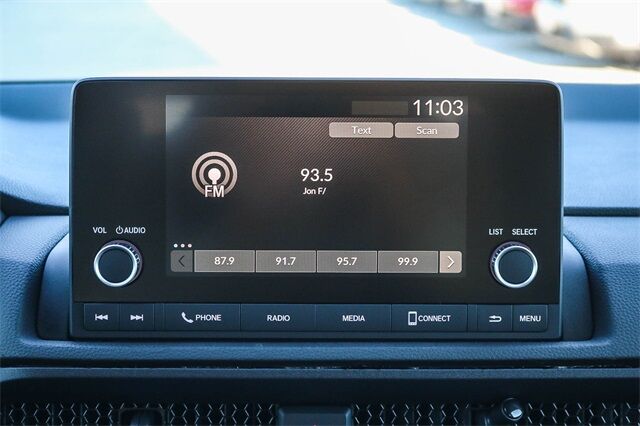 11:03
Text Scan
FM
93.5
Jon F/
VOL AUDIO
LIST SELECT
87.9 91.7 95.7 99.9
PHONE RADIO MEDIA CONNECT MENU